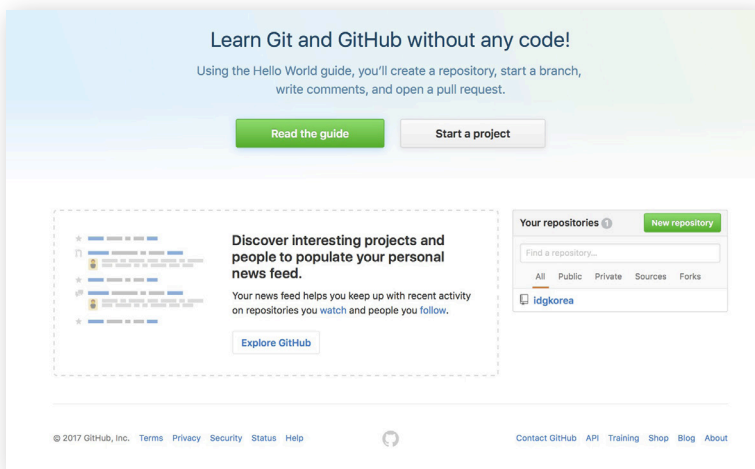 Learn Git and GitHub without any code!
Using the Hello World guide, you’ll create a repository, start a branch,
write comments, and open a pull request.
Read the guide
Start a project
Discover interesting projects and
people to populate your personal
news feed.
Your news feed helps you keep up with recent activity
on repositories you watch and people you follow.
Explore GitHub
Your repositories 1
New repository
Find a repository...
All Public Private Sources Forks
idgkorea
© 2017 GitHub, Inc. Terms Privacy Security Status Help
Contact GitHub API Training Shop Blog About